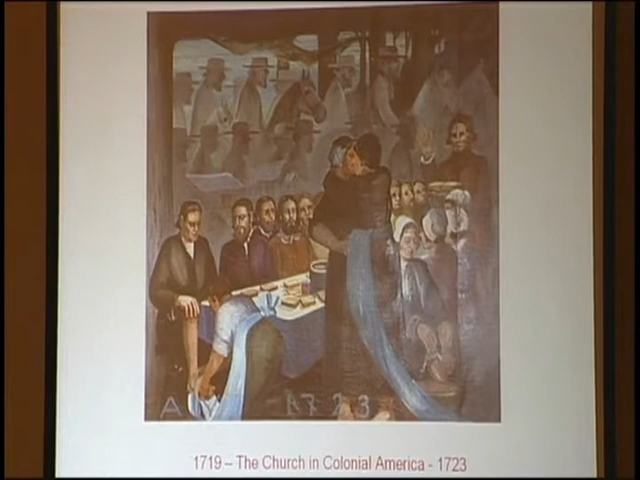 A 1723
1719 – The Church in Colonial America - 1723